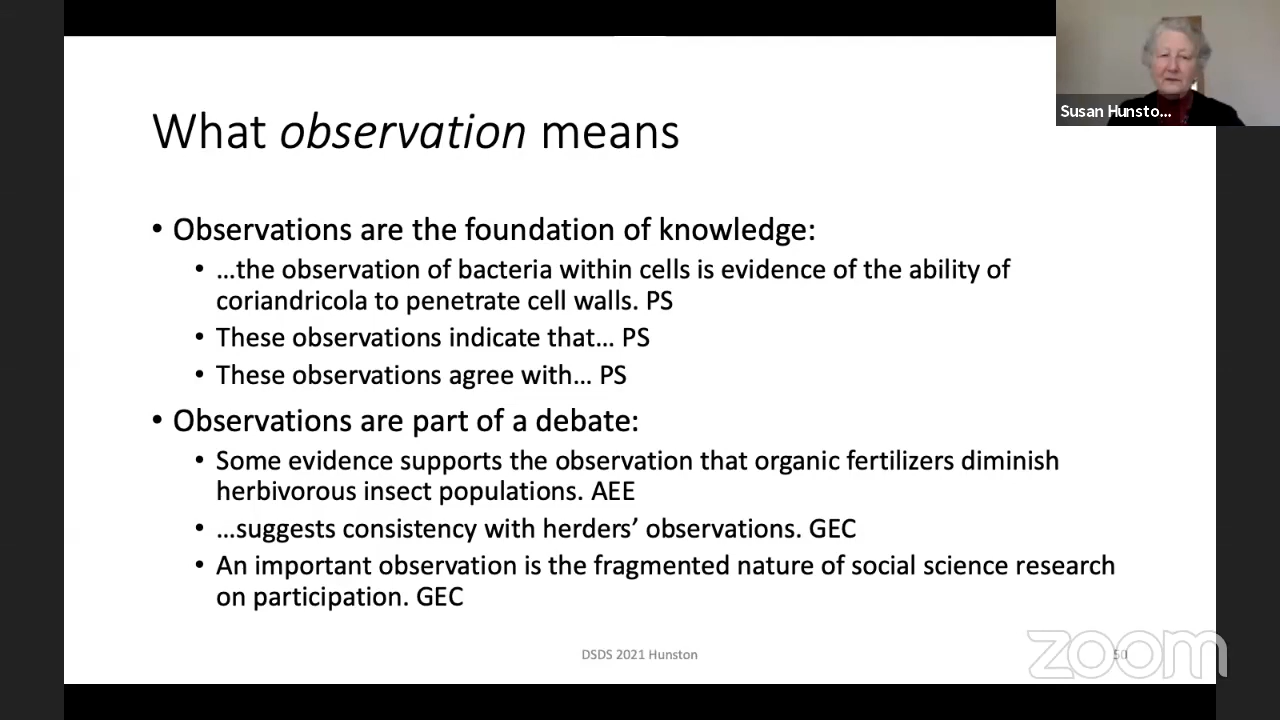 Susan Hunsto...
What observation means
• Observations are the foundation of knowledge:
• ...the observation of bacteria within cells is evidence of the ability of
coriandricola to penetrate cell walls. PS
• These observations indicate that... PS
• These observations agree with... PS
• Observations are part of a debate:
• Some evidence supports the observation that organic fertilizers diminish
herbivorous insect populations. AEE
• ...suggests consistency with herders’ observations. GEC
• An important observation is the fragmented nature of social science research
on participation. GEC
DSDS 2021 Hunston
50
zoom